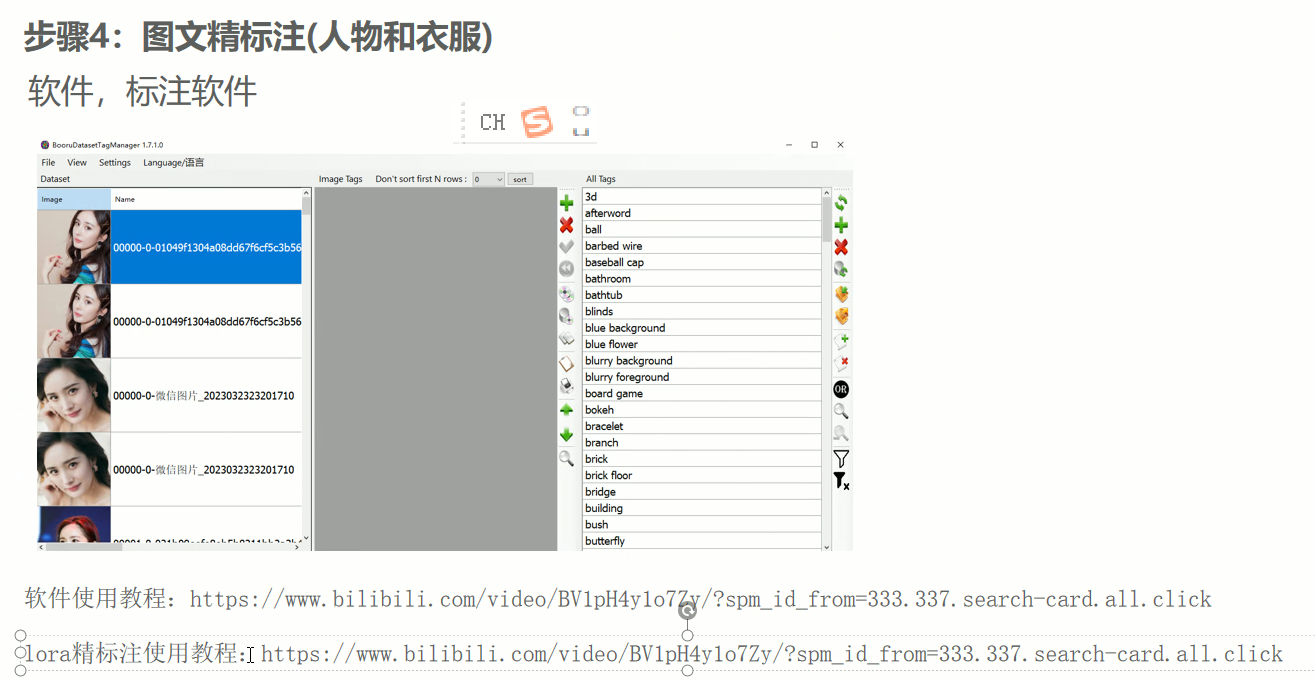 步骤4：图文精标注(人物和衣服)
软件，标注软件
CH
BooruDatasetTagManager 1.7.1.0
File View Settings Language/语言
Dataset
Image Tags Don't sort first N rows : 0 sort
All Tags
Image Name
00000-0-01049f1304a08dd67f6cf5c3b56
00000-0-01049f1304a08dd67f6cf5c3b56
00000-0-微信图片_2023032323201710
00000-0-微信图片_2023032323201710
3d
afterword
ball
barbed wire
baseball cap
bathroom
bathtub
blinds
blue background
blue flower
blurry background
blurry foreground
board game
bokeh
bracelet
branch
brick
brick floor
bridge
building
bush
butterfly
OR
软件使用教程：https://www.bilibili.com/video/BV1pH4y1o7Zy/?spm_id_from=333.337.search-card.all.click
lora精标注使用教程：https://www.bilibili.com/video/BV1pH4y1o7Zy/?spm_id_from=333.337.search-card.all.click